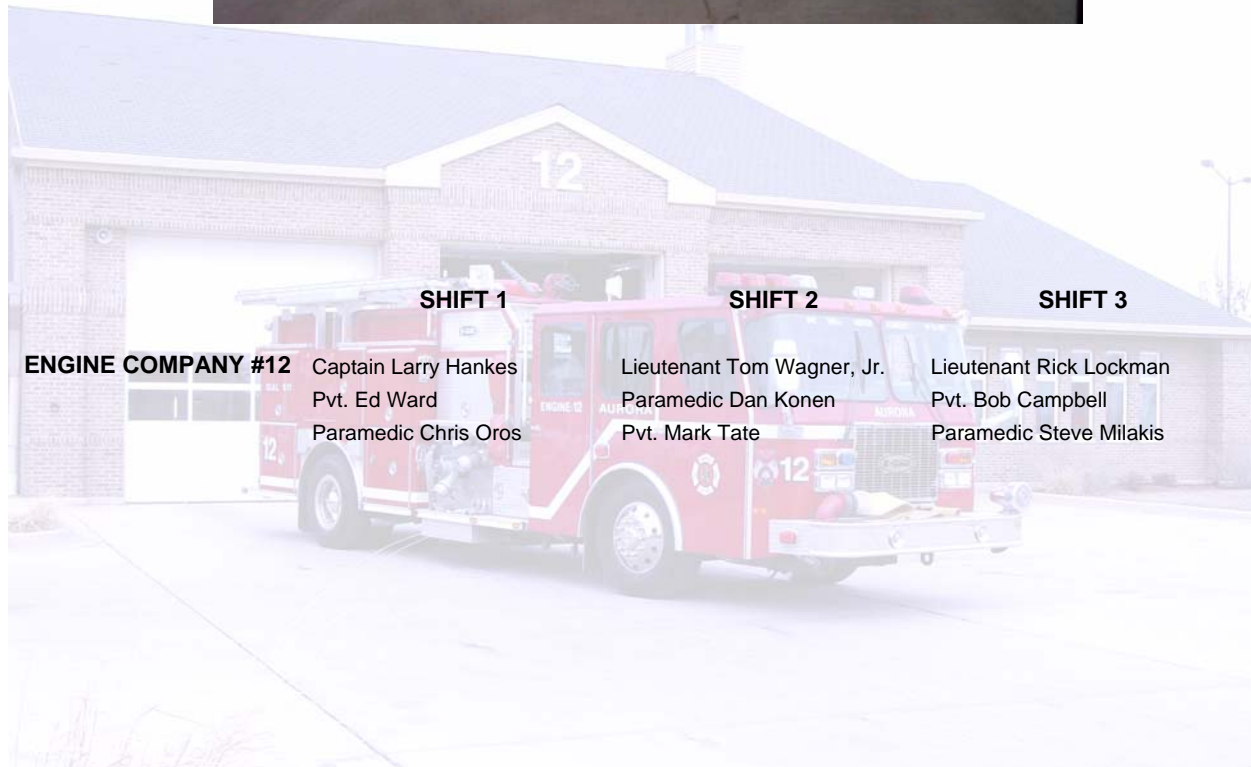 12
SHIFT 1 SHIFT 2 SHIFT 3
ENGINE COMPANY #12 Captain Larry Hankes Lieutenant Tom Wagner, Jr. Lieutenant Rick Lockman
Pvt. Ed Ward Paramedic Dan Konen Pvt. Bob Campbell
Paramedic Chris Oros Pvt. Mark Tate Paramedic Steve Milakis
ENGINE 12 AURORA AURORA
12 12